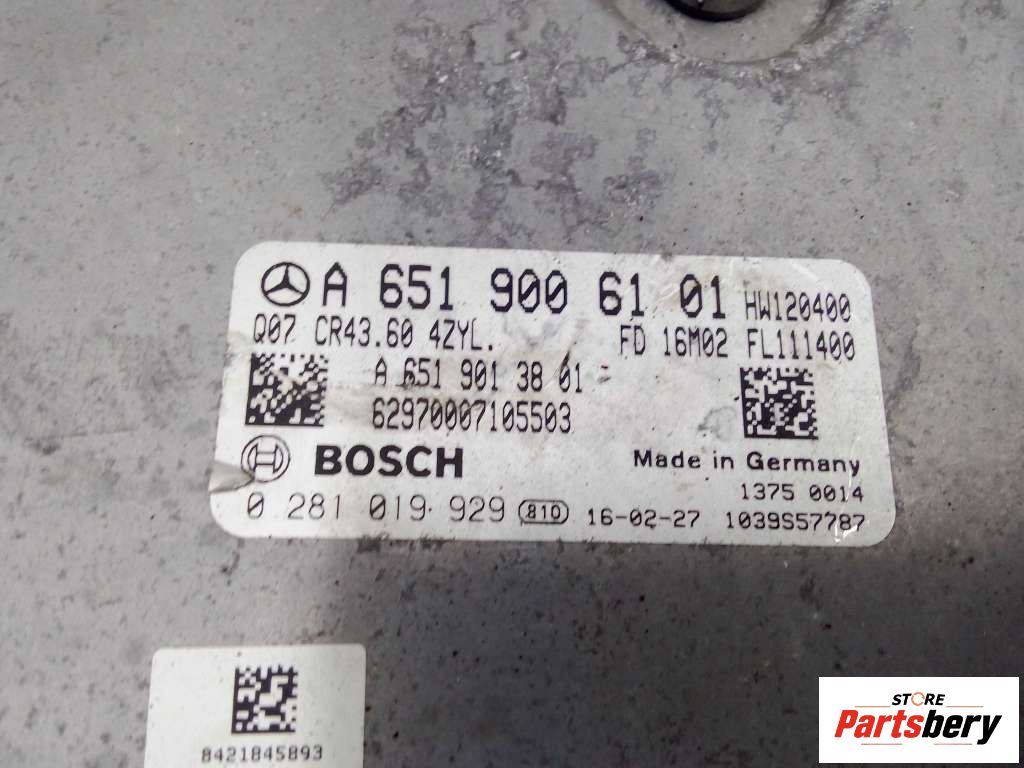 A 651 900 61 01 HW120400
Q07 CR43.60 4ZYL. FD 16M02 FL111400
A 651 901 38 01
62970007105503
BOSCH Made in Germany
1375 0014
0 281 019 929 810 16-02-27 1039S57787
8421845893
STORE
Partsbery